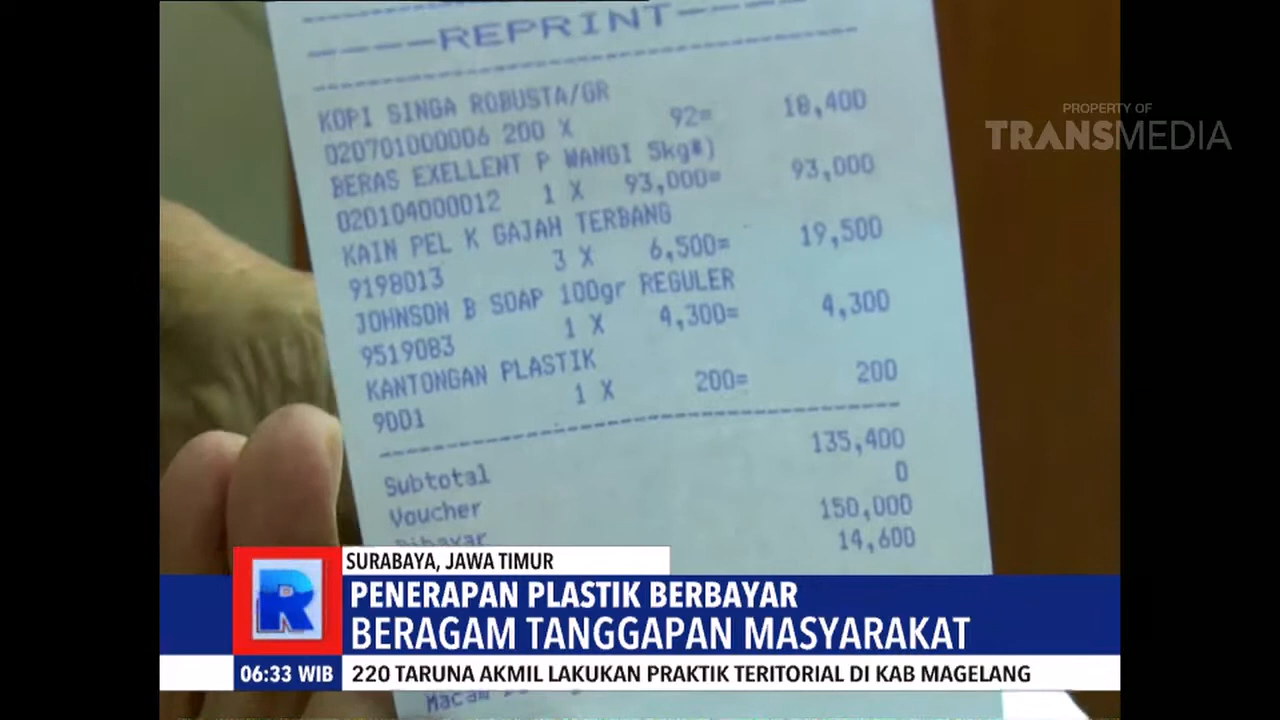 ----REPRINT----
KOPI SINGA ROBUSTA/GR
020701000006 200 X 92= 18,400
BERAS EXELLENT P WANGI 5kg*)
020104000012 1 X 93,000= 93,000
KAIN PEL K GAJAH TERBANG
9198013 3 X 6,500= 19,500
JOHNSON B SOAP 100gr REGULER
9519083 1 X 4,300= 4,300
KANTONGAN PLASTIK
9001 1 X 200= 200
Subtotal 135,400
Voucher 0
Dibayar 150,000
14,600
Macam
PROPERTY OF
TRANSMEDIA
R
SURABAYA, JAWA TIMUR
PENERAPAN PLASTIK BERBAYAR
BERAGAM TANGGAPAN MASYARAKAT
06:33 WIB 220 TARUNA AKMIL LAKUKAN PRAKTIK TERITORIAL DI KAB MAGELANG